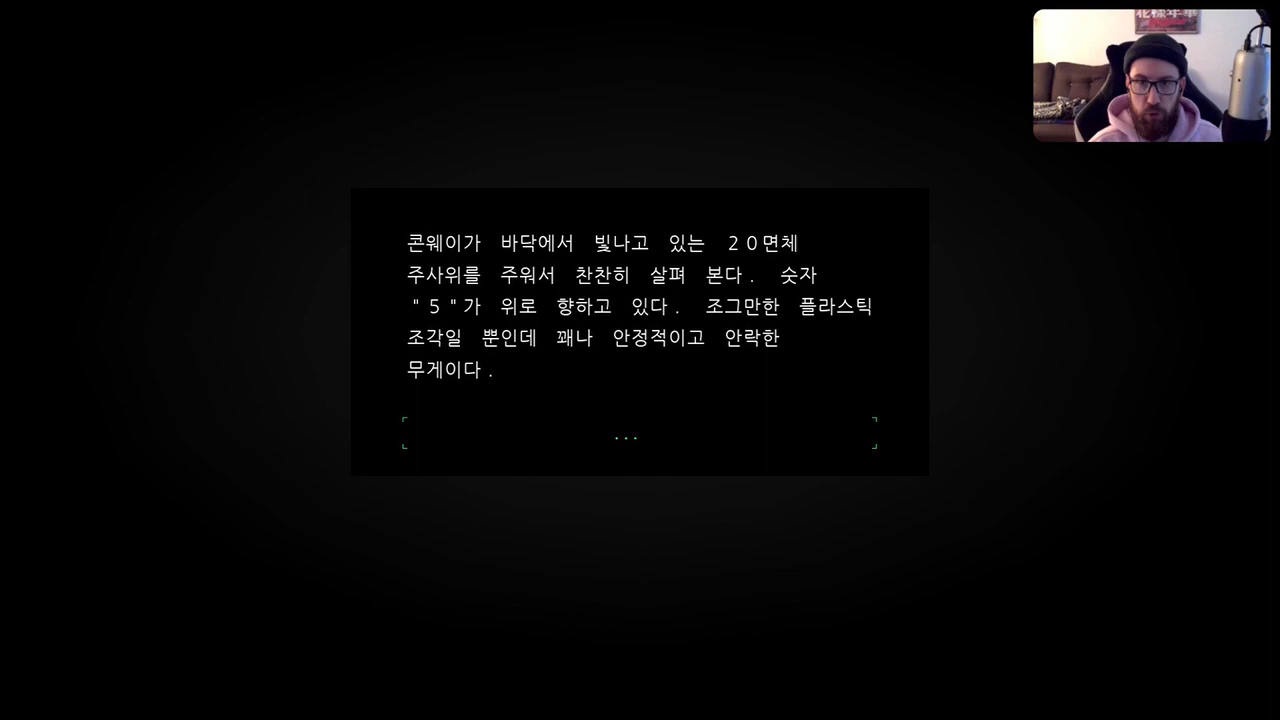 콘웨이가 바닥에서 빛나고 있는 20면체
주사위를 주워서 찬찬히 살펴 본다. 숫자
"5"가 위로 향하고 있다. 조그만한 플라스틱
조각일 뿐인데 꽤나 안정적이고 안락한
무게이다.
...